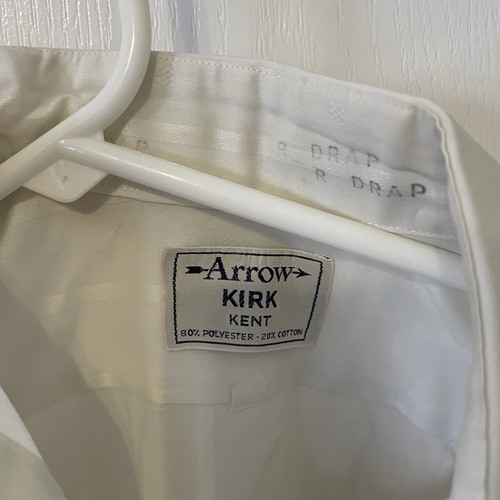 R DRAP
R DRAP
Arrow
KIRK
KENT
80% POLYESTER - 20% COTTON